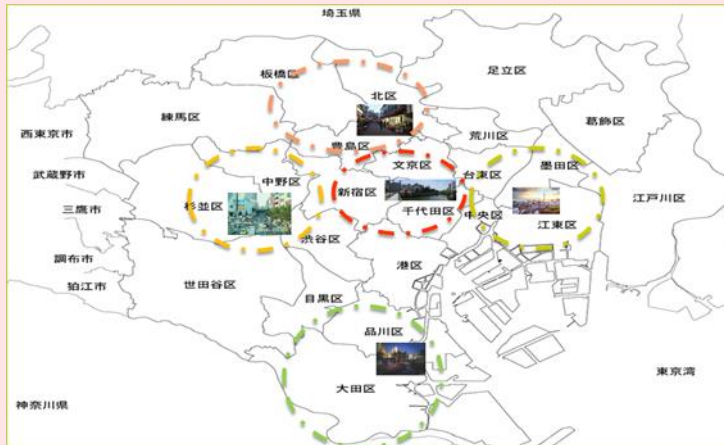 埼玉県
足立区
板橋区
北区
練馬区
葛飾区
西東京市
荒川区
豊島区
文京区
墨田区
武蔵野市
中野区
台東区
新宿区
杉並区
江戸川区
三鷹市
千代田区
中央区
江東区
渋谷区
調布市
港区
世田谷区
狛江市
目黒区
品川区
東京湾
大田区
神奈川県